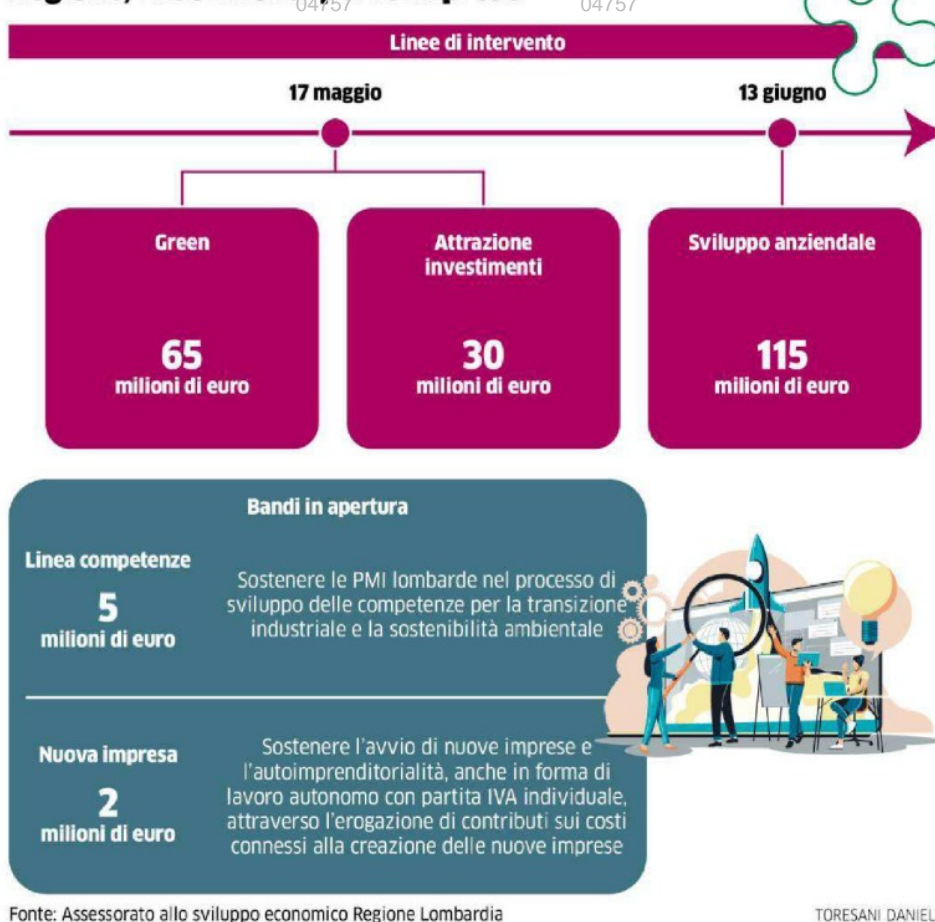 04757
04757
Linee di intervento
17 maggio
13 giugno
Green
65
milioni di euro
Attrazione
investimenti
30
milioni di euro
Sviluppo anziendale
115
milioni di euro
Bandi in apertura
Linea competenze
5
milioni di euro
Sostenere le PMI lombarde nel processo di
sviluppo delle competenze per la transizione
industriale e la sostenibilità ambientale
Nuova impresa
2
milioni di euro
Sostenere l'avvio di nuove imprese e
l'autoimprenditorialità, anche in forma di
lavoro autonomo con partita IVA individuale,
attraverso l'erogazione di contributi sui costi
connessi alla creazione delle nuove imprese
Fonte: Assessorato allo sviluppo economico Regione Lombardia
TORESANI DANIEL